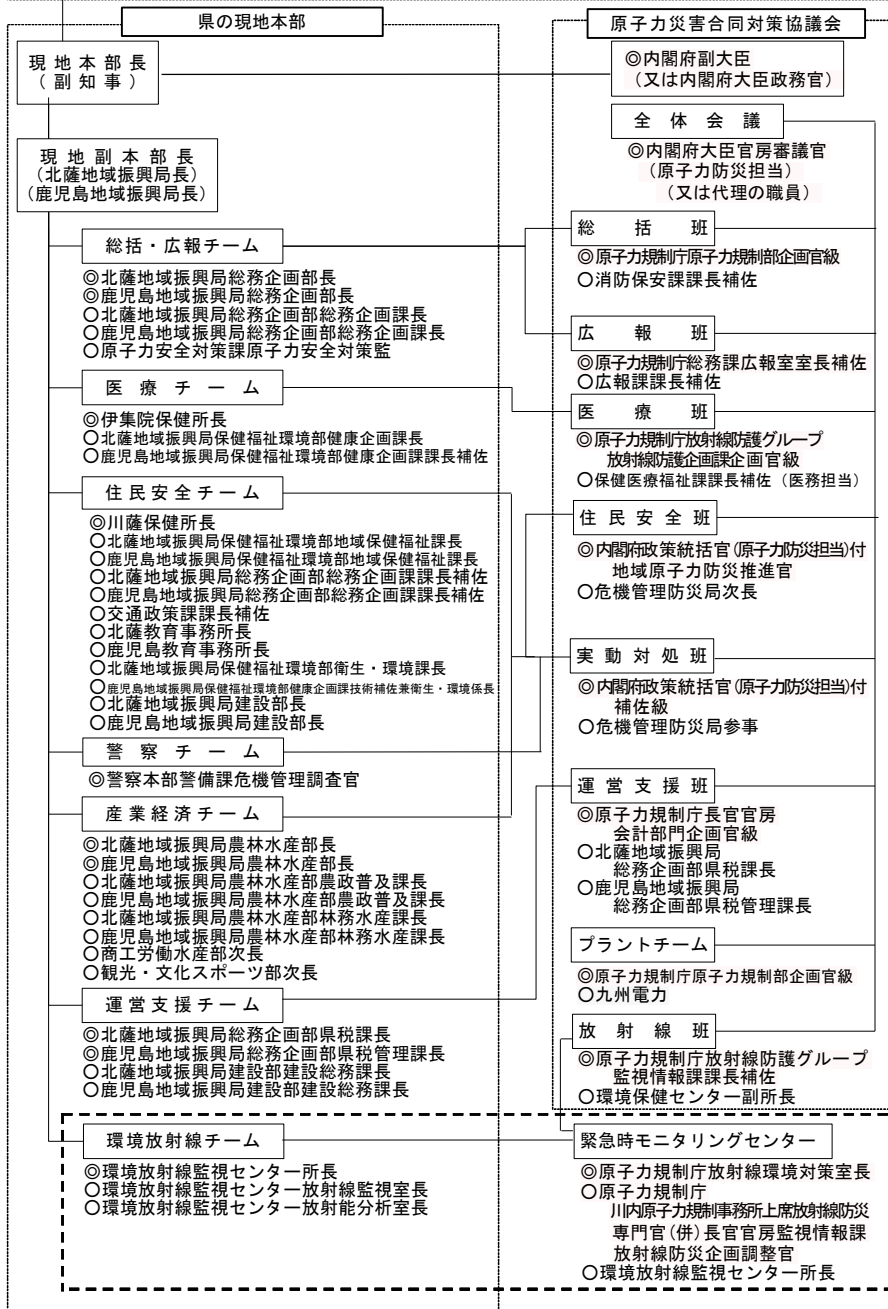 県の現地本部
現地本部長
(副知事)
現地副本部長
(北薩地域振興局長)
(鹿児島地域振興局長)
総括・広報チーム
◎北薩地域振興局総務企画部長
◎鹿児島地域振興局総務企画部長
○北薩地域振興局総務企画部総務企画課長
○鹿児島地域振興局総務企画部総務企画課長
○原子力安全対策課原子力安全対策監
医療チーム
◎伊集院保健所長
○北薩地域振興局保健福祉環境部健康企画課長
○鹿児島地域振興局保健福祉環境部健康企画課課長補佐
住民安全チーム
◎川薩保健所長
○北薩地域振興局保健福祉環境部地域保健福祉課長
○鹿児島地域振興局保健福祉環境部地域保健福祉課長
○北薩地域振興局総務企画部総務企画課課長補佐
○鹿児島地域振興局総務企画部総務企画課課長補佐
○交通政策課課長補佐
○北薩教育事務所長
○鹿児島教育事務所長
○北薩地域振興局保健福祉環境部衛生・環境課長
○鹿児島地域振興局保健福祉環境部健康企画課技術補佐兼衛生・環境係長
○北薩地域振興局建設部長
○鹿児島地域振興局建設部長
警察チーム
◎警察本部警備課危機管理調査官
産業経済チーム
◎北薩地域振興局農林水産部長
◎鹿児島地域振興局農林水産部長
○北薩地域振興局農林水産部農政普及課長
○鹿児島地域振興局農林水産部農政普及課長
○北薩地域振興局農林水産部林務水産課長
○鹿児島地域振興局農林水産部林務水産課長
○商工労働水産部次長
○観光・文化スポーツ部次長
運営支援チーム
◎北薩地域振興局総務企画部県税課長
◎鹿児島地域振興局総務企画部県税管理課長
○北薩地域振興局建設部建設総務課長
○鹿児島地域振興局建設部建設総務課長
環境放射線チーム
◎環境放射線監視センター所長
○環境放射線監視センター放射線監視室長
○環境放射線監視センター放射能分析室長
原子力災害合同対策協議会
◎内閣府副大臣
(又は内閣府大臣政務官)
全体会議
◎内閣府大臣官房審議官
(原子力防災担当)
(又は代理の職員)
総括班
◎原子力規制庁原子力規制部企画官級
○消防保安課課長補佐
広報班
◎原子力規制庁総務課広報室室長補佐
○広報課課長補佐
医療班
◎原子力規制庁放射線防護グループ
放射線防護企画課企画官級
○保健医療福祉課課長補佐(医務担当)
住民安全班
◎内閣府政策統括官(原子力防災担当)付
地域原子力防災推進官
○危機管理防災局次長
実動対処班
◎内閣府政策統括官(原子力防災担当)付
補佐級
○危機管理防災局参事
運営支援班
◎原子力規制庁長官官房
会計部門企画官級
○北薩地域振興局
総務企画部県税課長
○鹿児島地域振興局
総務企画部県税管理課長
プラントチーム
◎原子力規制庁原子力規制部企画官級
○九州電力
放射線班
◎原子力規制庁放射線防護グループ
監視情報課課長補佐
○環境保健センター副所長
緊急時モニタリングセンター
◎原子力規制庁放射線環境対策室長
○原子力規制庁
川内原子力規制事務所上席放射線防災
専門官(併)長官官房監視情報課
放射線防災企画調整官
○環境放射線監視センター所長